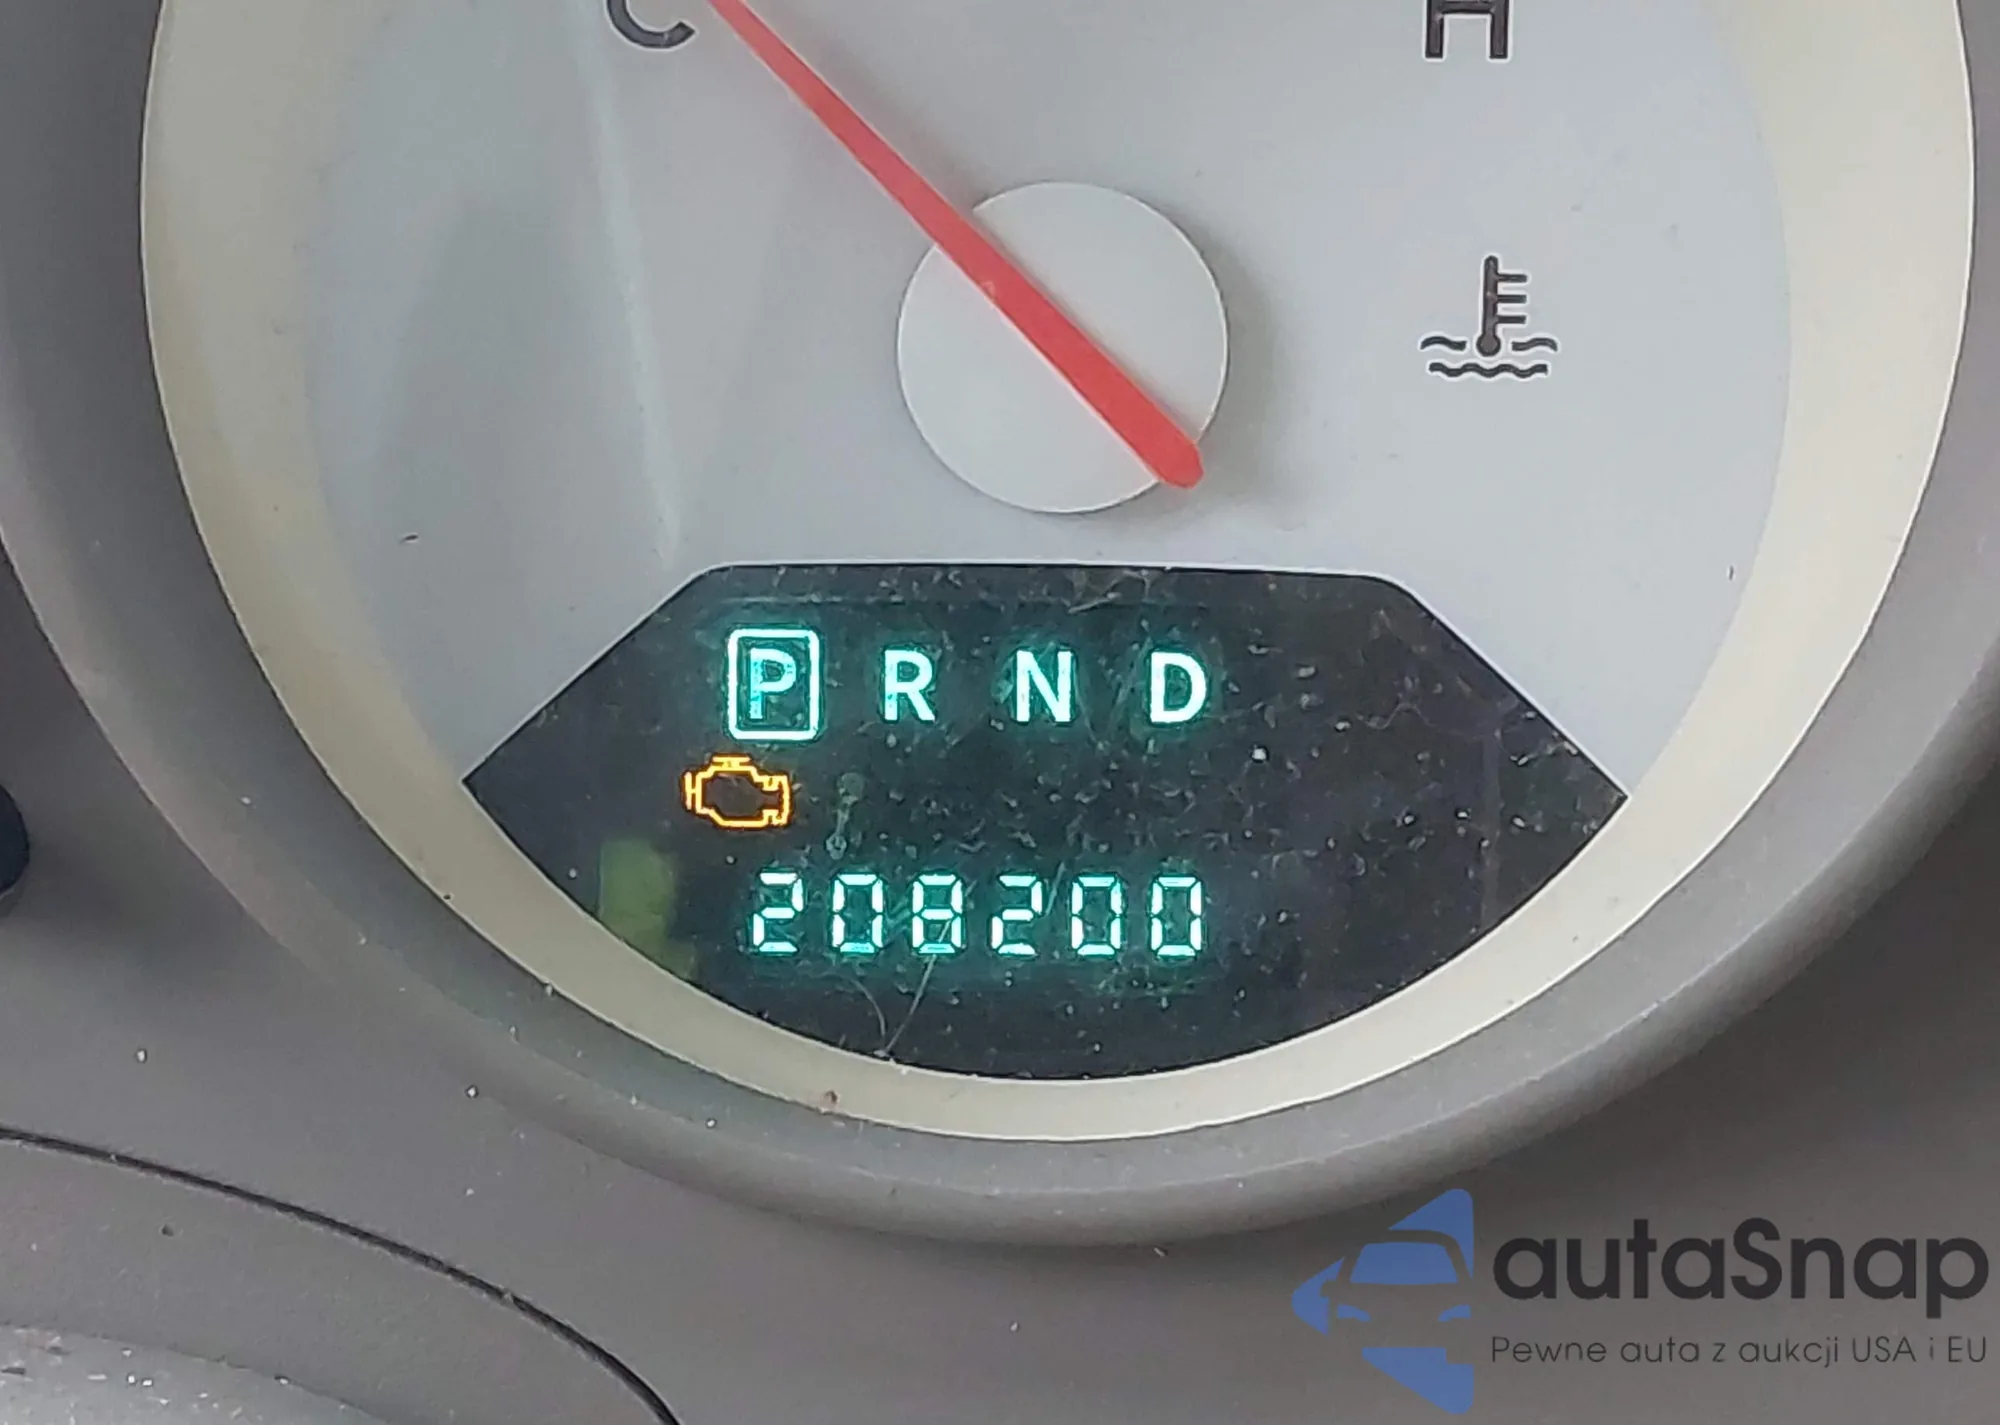 C H
P R N D
208200
autaSnap
Pewne auta z aukcji USA i EU